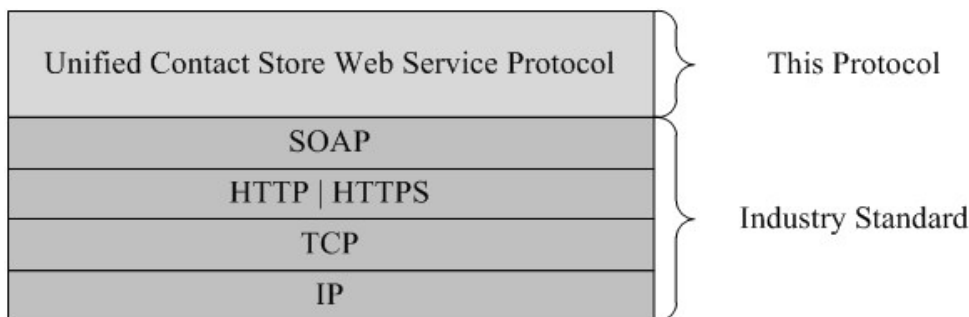 Unified Contact Store Web Service Protocol
This Protocol
SOAP
HTTP | HTTPS
TCP
IP
Industry Standard